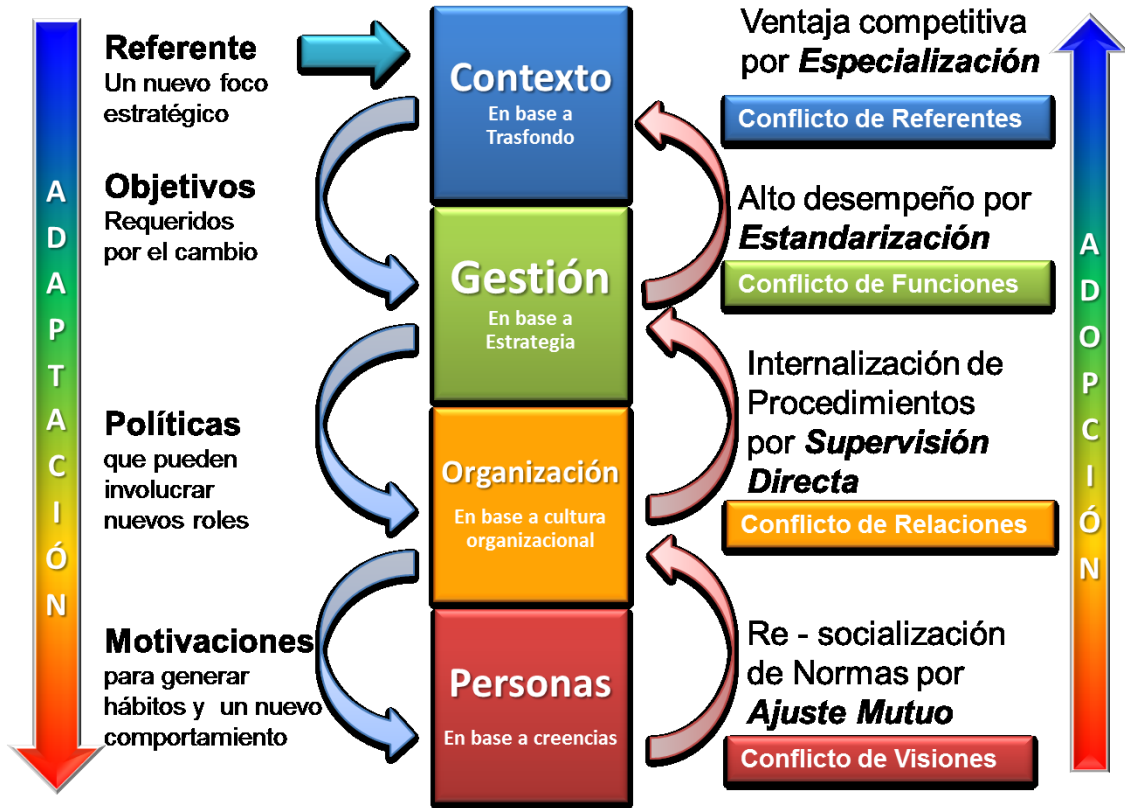 ADAPTACIÓN
Referente
Un nuevo foco
estratégico
Objetivos
Requeridos
por el cambio
Políticas
que pueden
involucrar
nuevos roles
Motivaciones
para generar
hábitos y un nuevo
comportamiento
Contexto
En base a
Trasfondo
Gestión
En base a
Estrategia
Organización
En base a cultura
organizacional
Personas
En base a creencias
Ventaja competitiva
por Especialización
Conflicto de Referentes
Alto desempeño por
Estandarización
Conflicto de Funciones
Internalización de
Procedimientos
por Supervisión
Directa
Conflicto de Relaciones
Re - socialización
de Normas por
Ajuste Mutuo
Conflicto de Visiones
ADOPCIÓN